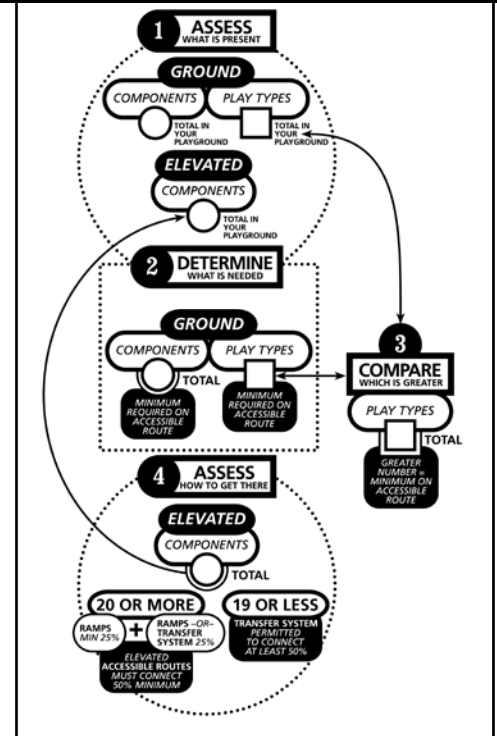 1 ASSESS
WHAT IS PRESENT
GROUND
COMPONENTS
PLAY TYPES
TOTAL IN
YOUR
PLAYGROUND
TOTAL IN
YOUR
PLAYGROUND
ELEVATED
COMPONENTS
TOTAL IN
YOUR
PLAYGROUND
2 DETERMINE
WHAT IS NEEDED
GROUND
COMPONENTS
PLAY TYPES
TOTAL
MINIMUM
REQUIRED ON
ACCESSIBLE
ROUTE
MINIMUM
REQUIRED ON
ACCESSIBLE
ROUTE
3
COMPARE
WHICH IS GREATER
PLAY TYPES
TOTAL
GREATER
NUMBER =
MINIMUM ON
ACCESSIBLE
ROUTE
4 ASSESS
HOW TO GET THERE
ELEVATED
COMPONENTS
TOTAL
20 OR MORE
RAMPS
MIN 25%
+
RAMPS –OR–
TRANSFER
SYSTEM 25%
ELEVATED
ACCESSIBLE ROUTES
MUST CONNECT
50% MINIMUM
19 OR LESS
TRANSFER SYSTEM
PERMITTED
TO CONNECT
AT LEAST 50%